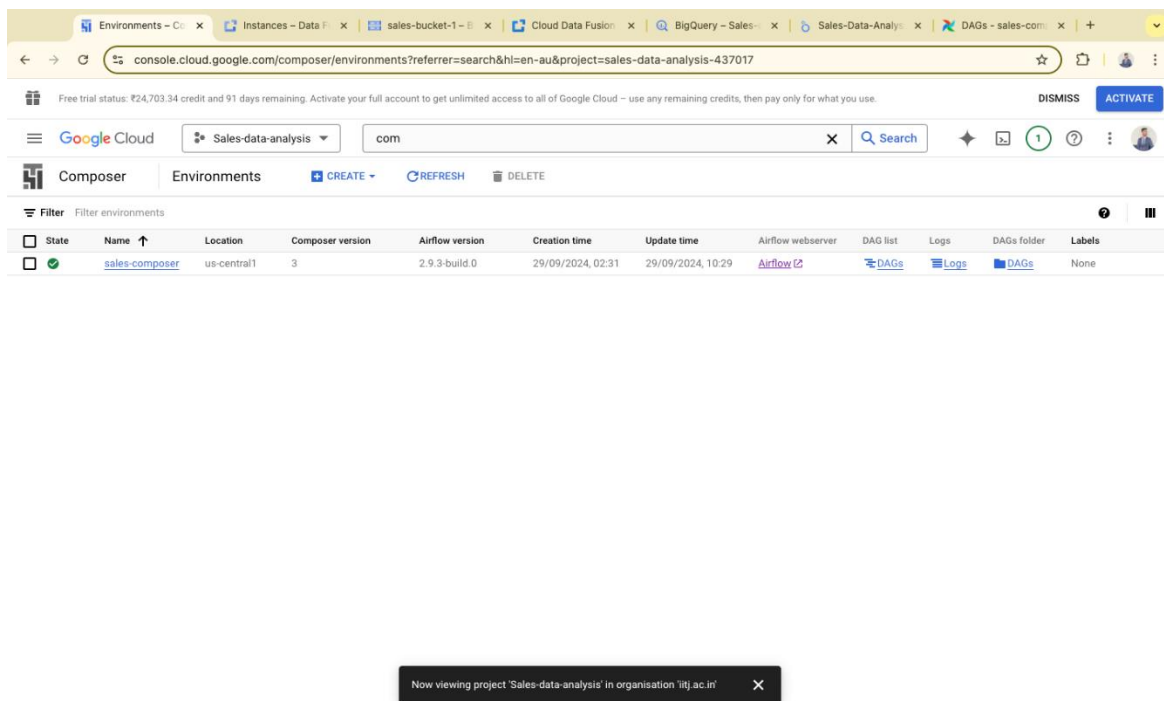 Environments – Co
Instances – Data F
sales-bucket-1 – B
Cloud Data Fusion
BigQuery – Sales-
Sales-Data-Analys
DAGs - sales-com
console.cloud.google.com/composer/environments?referrer=search&hl=en-au&project=sales-data-analysis-437017
Free trial status: ₹24,703.34 credit and 91 days remaining. Activate your full account to get unlimited access to all of Google Cloud – use any remaining credits, then pay only for what you use. DISMISS ACTIVATE
Google Cloud Sales-data-analysis com Search 1
Composer Environments CREATE REFRESH DELETE
Filter Filter environments
State Name Location Composer version Airflow version Creation time Update time Airflow webserver DAG list Logs DAGs folder Labels
sales-composer us-central1 3 2.9.3-build.0 29/09/2024, 02:31 29/09/2024, 10:29 Airflow DAGs Logs DAGs None
Now viewing project 'Sales-data-analysis' in organisation 'iitj.ac.in'